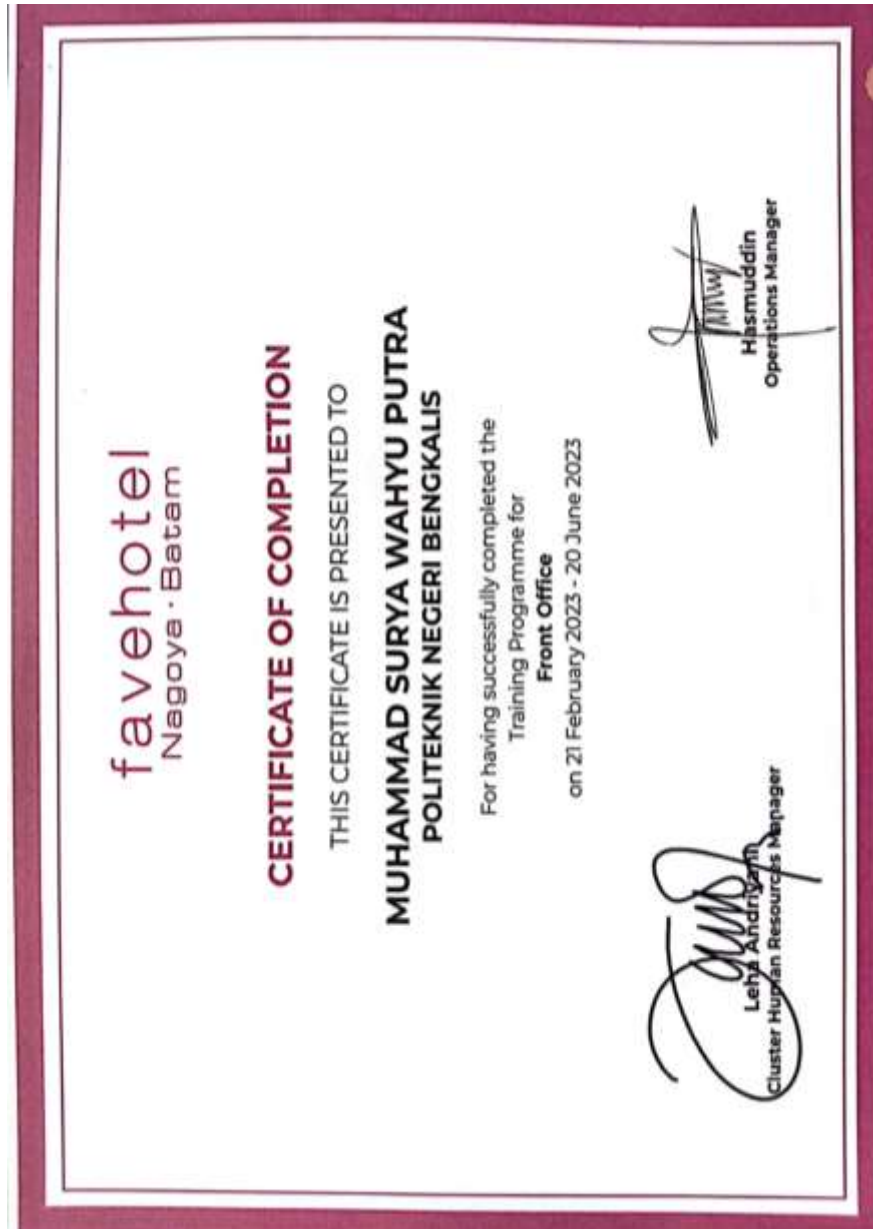 favehotel
Nagoya · Batam
CERTIFICATE OF COMPLETION
THIS CERTIFICATE IS PRESENTED TO
MUHAMMAD SURYA WAHYU PUTRA
POLITEKNIK NEGERI BENGKALIS
For having successfully completed the
Training Programme for
Front Office
on 21 February 2023 - 20 June 2023
Leha Andriyani
Cluster Human Resources Manager
Hasmuddin
Operations Manager